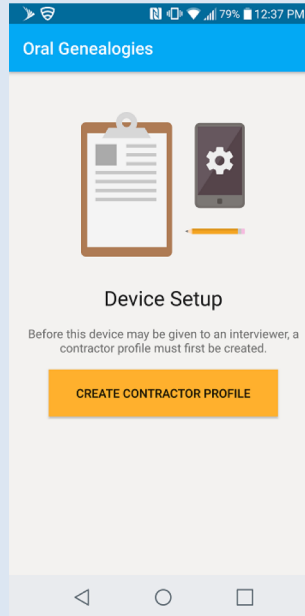 79% 12:37 PM
Oral Genealogies
Device Setup
Before this device may be given to an interviewer, a
contractor profile must first be created.
CREATE CONTRACTOR PROFILE